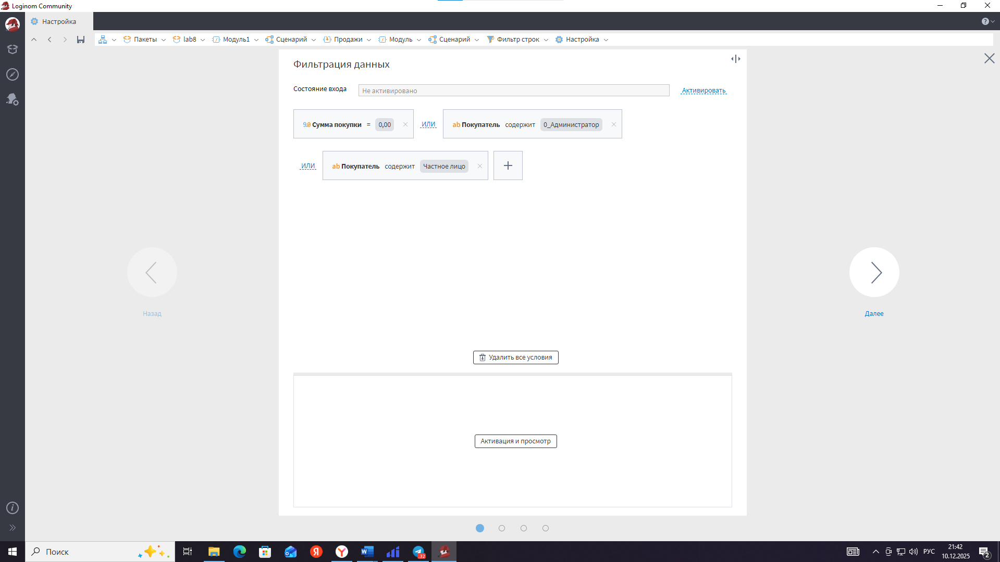 Loginom Community
Настройка
Пакеты lab8 Модуль1 Сценарий Продажи Модуль Сценарий Фильтр строк Настройка
Фильтрация данных
Состояние входа Не активировано Активировать
9.0 Сумма покупки = 0,00 ИЛИ ab Покупатель содержит 0_Администратор
ИЛИ ab Покупатель содержит Частное лицо
Назад
Далее
Удалить все условия
Активация и просмотр
Поиск
32
РУС
21:42
10.12.2025
2